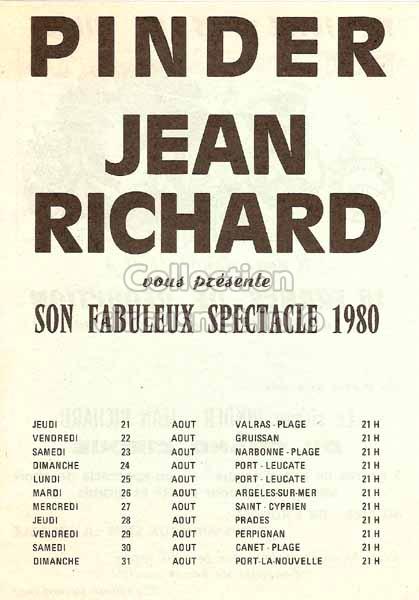 PINDER
JEAN
RICHARD
vous présente
SON FABULEUX SPECTACLE 1980
JEUDI 21 AOUT VALRAS-PLAGE 21 H
VENDREDI 22 AOUT GRUISSAN 21 H
SAMEDI 23 AOUT NARBONNE-PLAGE 21 H
DIMANCHE 24 AOUT PORT-LEUCATE 21 H
LUNDI 25 AOUT PORT-LEUCATE 21 H
MARDI 26 AOUT ARGELES-SUR-MER 21 H
MERCREDI 27 AOUT SAINT-CYPRIEN 21 H
JEUDI 28 AOUT PRADES 21 H
VENDREDI 29 AOUT PERPIGNAN 21 H
SAMEDI 30 AOUT CANET-PLAGE 21 H
DIMANCHE 31 AOUT PORT-LA-NOUVELLE 21 H